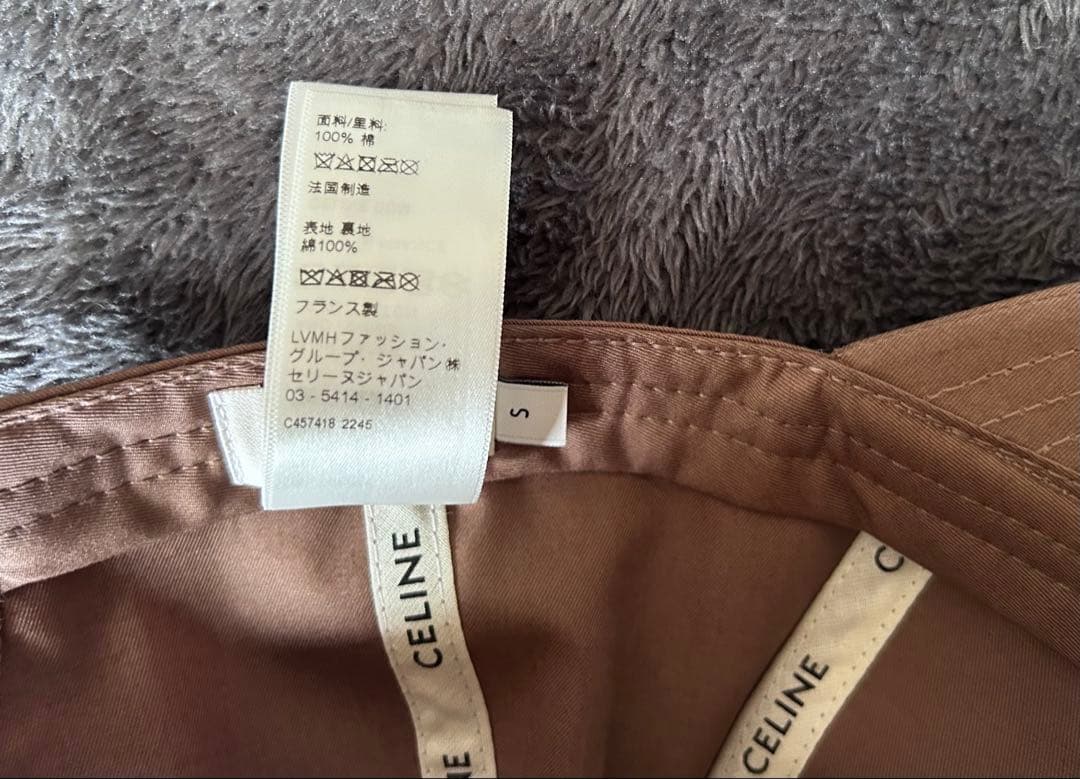 面料/里料:
100% 棉
法国制造
表地 裏地
綿100%
フランス製
LVMHファッション・
グループ・ジャパン㈱
セリーヌジャパン
03 - 5414 - 1401
C457418 2245
S
CELINE
CELINE